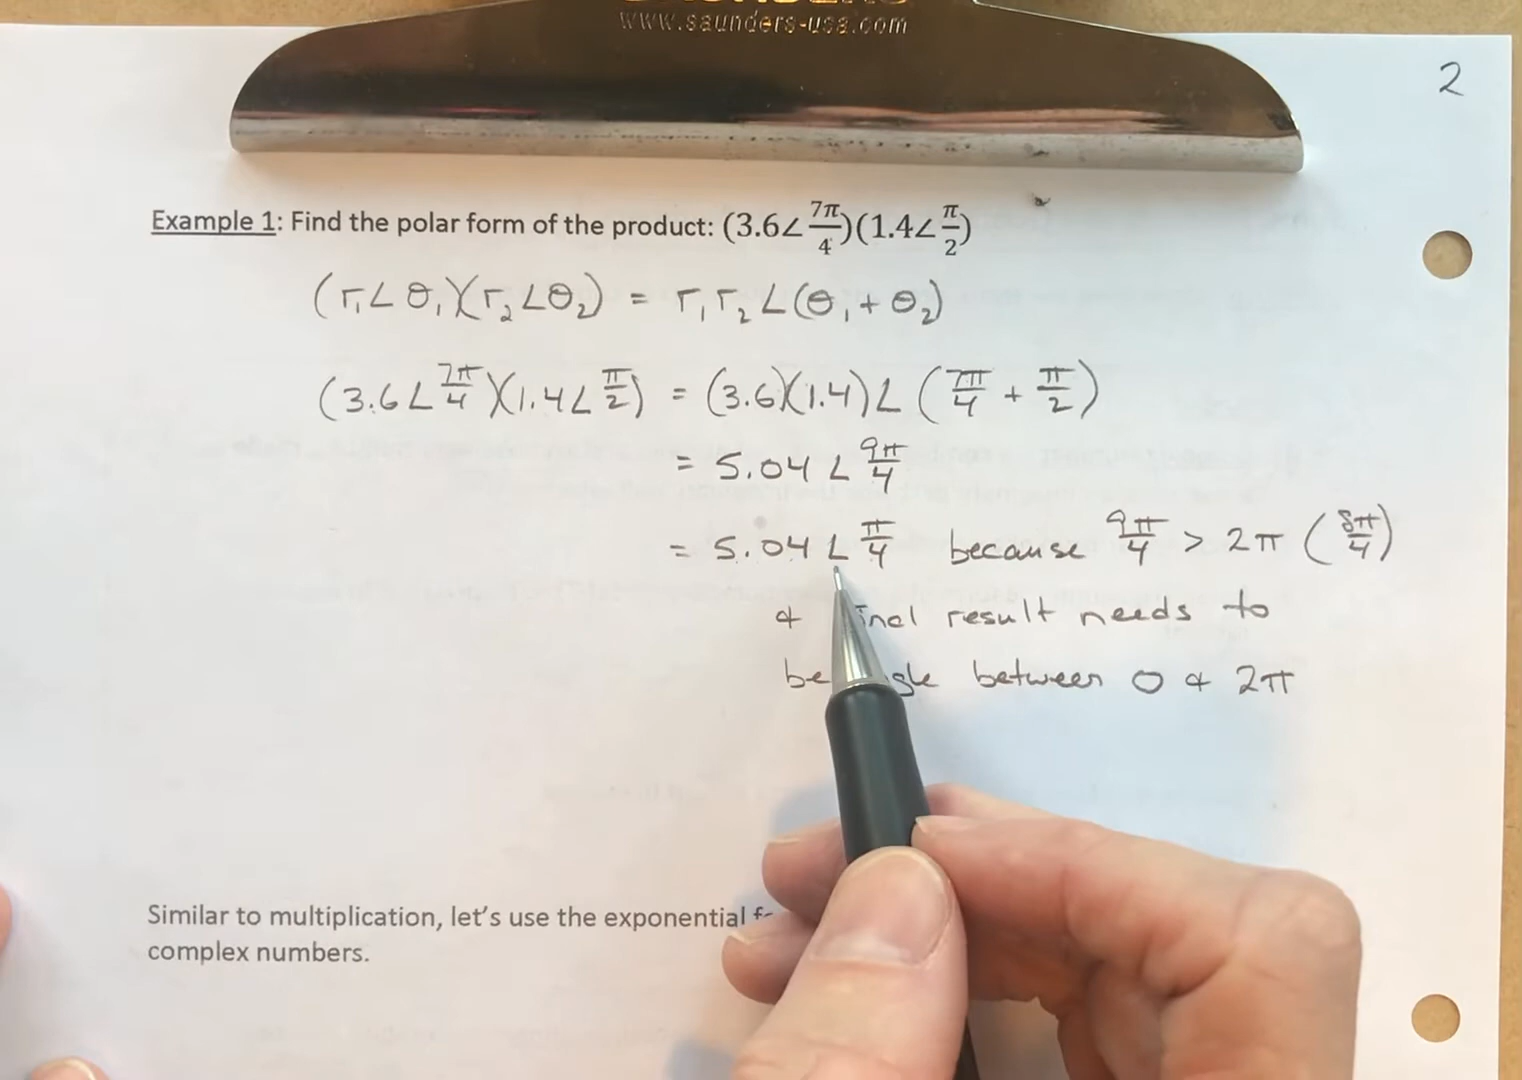 www.saunders-usa.com
2
Example 1: Find the polar form of the product: (3.6∠7π/4)(1.4∠π/2)
(r₁∠θ₁)(r₂∠θ₂) = r₁r₂∠(θ₁+θ₂)
(3.6∠7π/4)(1.4∠π/2) = (3.6)(1.4)∠(7π/4 + π/2)
= 5.04∠9π/4
= 5.04∠π/4 because 9π/4 > 2π (8π/4)
& result needs to
be between 0 & 2π
Similar to multiplication, let's use the exponential
complex numbers.